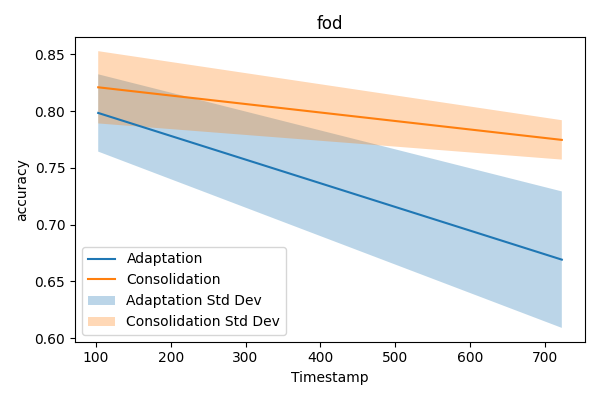 fod
accuracy
0.85
0.80
0.75
0.70
0.65
0.60
Adaptation
Consolidation
Adaptation Std Dev
Consolidation Std Dev
100 200 300 400 500 600 700
Timestamp